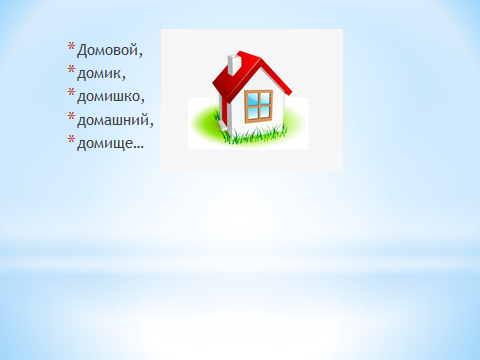 * Домовой,
* домик,
* домишко,
* домашний,
* домище…